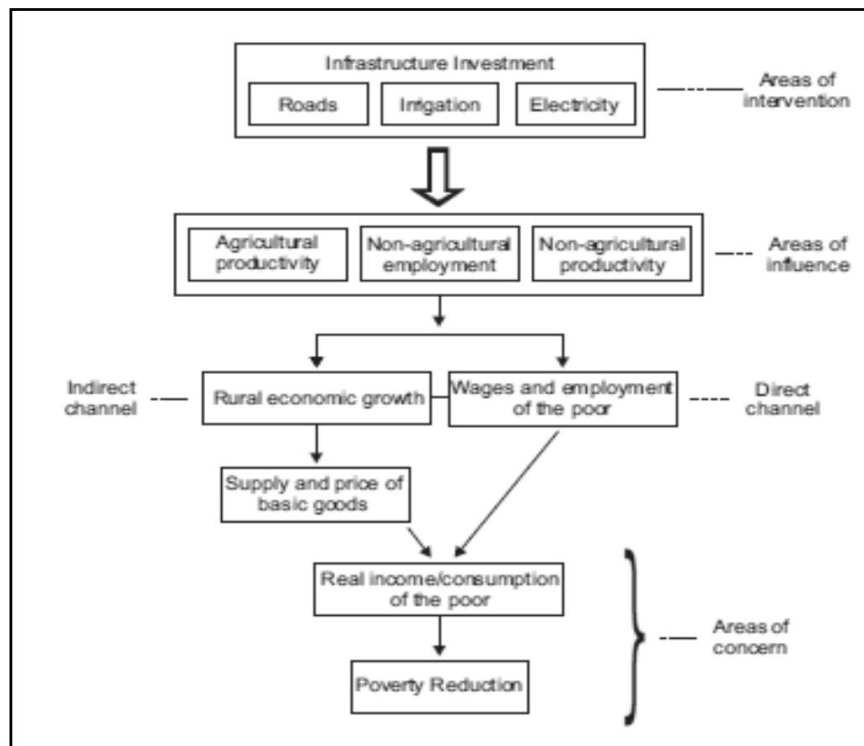 Infrastructure Investment
Roads
Irrigation
Electricity
Areas of
intervention
Agricultural
productivity
Non-agricultural
employment
Non-agricultural
productivity
Areas of
influence
Indirect
channel
Rural economic growth
Wages and employment
of the poor
Direct
channel
Supply and price of
basic goods
Real income/consumption
of the poor
Areas of
concern
Poverty Reduction